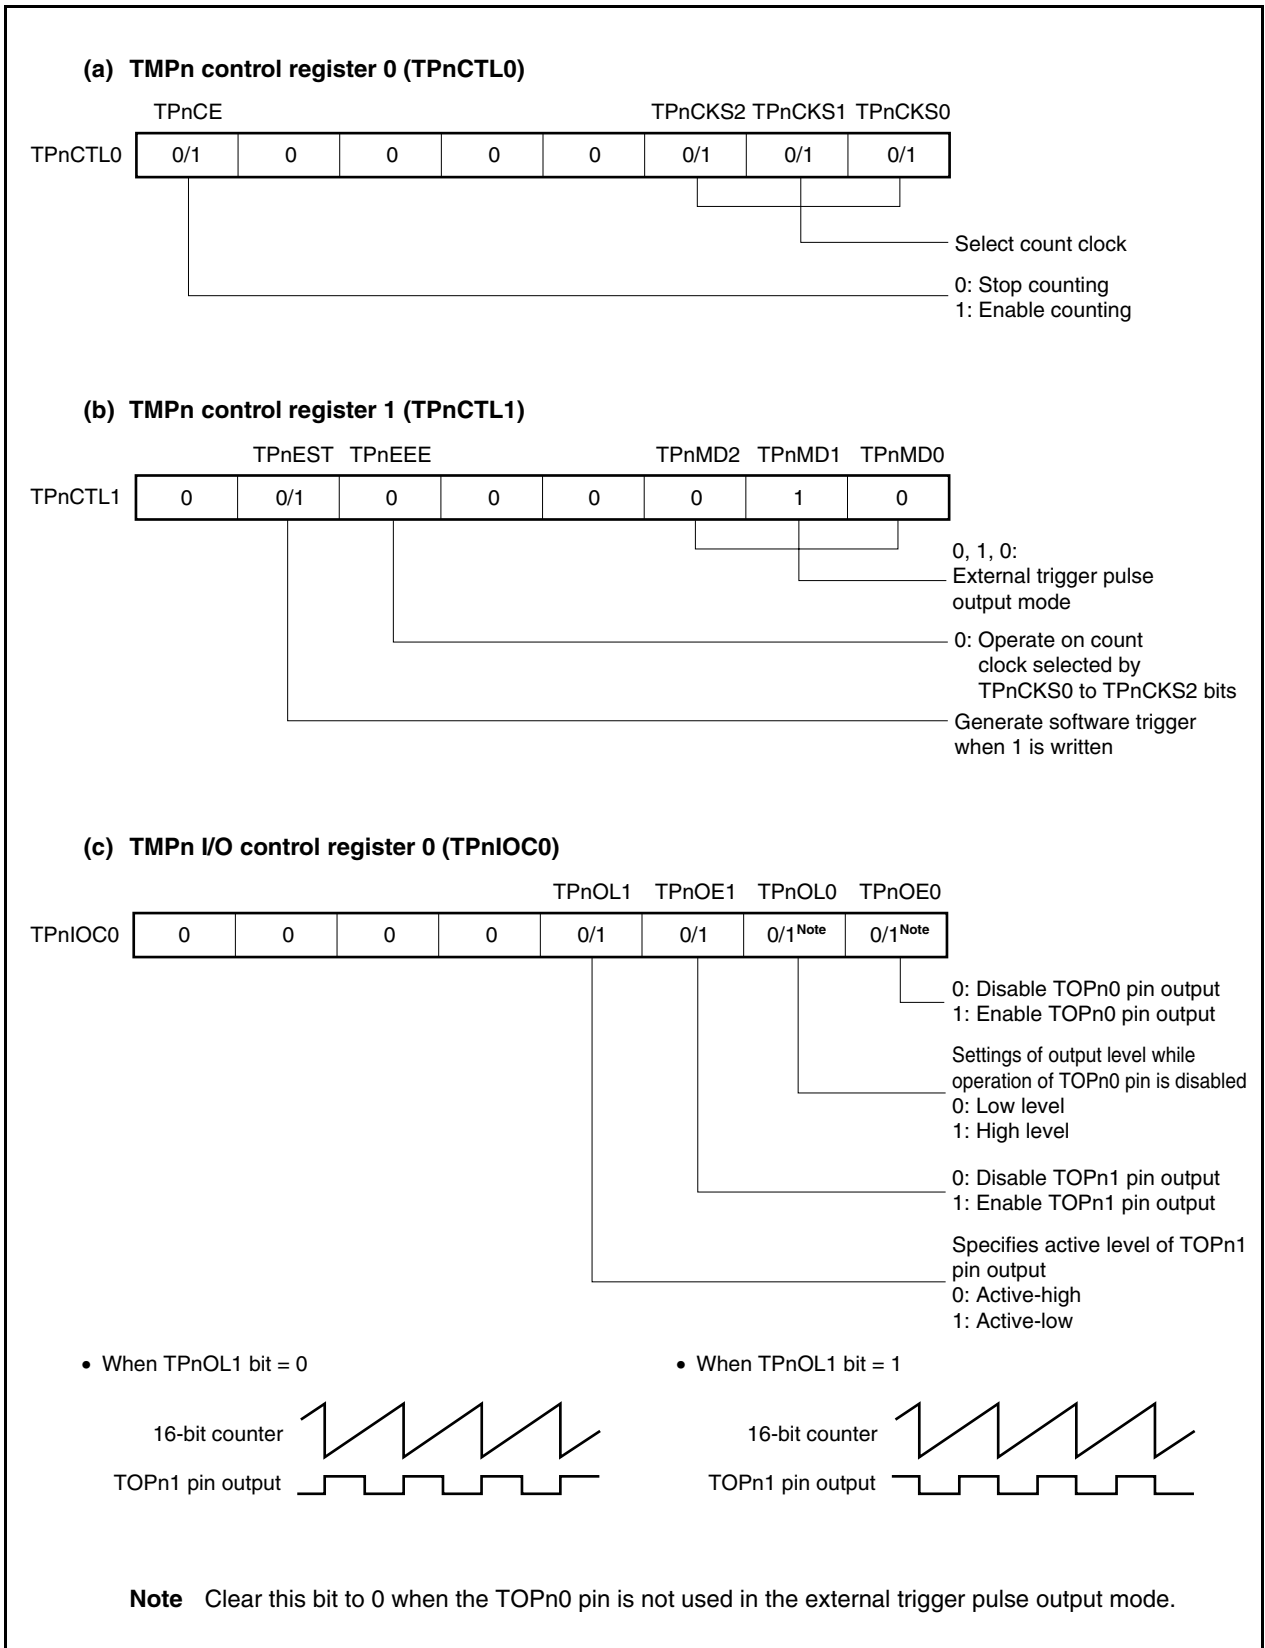 (a) TMPn control register 0 (TPnCTL0)
TPnCE TPnCKS2 TPnCKS1 TPnCKS0
TPnCTL0 0/1 0 0 0 0 0/1 0/1 0/1
Select count clock
0: Stop counting
1: Enable counting
(b) TMPn control register 1 (TPnCTL1)
TPnEST TPnEEE TPnMD2 TPnMD1 TPnMD0
TPnCTL1 0 0/1 0 0 0 0 1 0
0, 1, 0:
External trigger pulse
output mode
0: Operate on count
clock selected by
TPnCKS0 to TPnCKS2 bits
Generate software trigger
when 1 is written
(c) TMPn I/O control register 0 (TPnIOC0)
TPnOL1 TPnOE1 TPnOL0 TPnOE0
TPnIOC0 0 0 0 0 0/1 0/1 0/1Note 0/1Note
0: Disable TOPn0 pin output
1: Enable TOPn0 pin output
Settings of output level while
operation of TOPn0 pin is disabled
0: Low level
1: High level
0: Disable TOPn1 pin output
1: Enable TOPn1 pin output
Specifies active level of TOPn1
pin output
0: Active-high
1: Active-low
• When TPnOL1 bit = 0
16-bit counter
TOPn1 pin output
• When TPnOL1 bit = 1
16-bit counter
TOPn1 pin output
Note Clear this bit to 0 when the TOPn0 pin is not used in the external trigger pulse output mode.